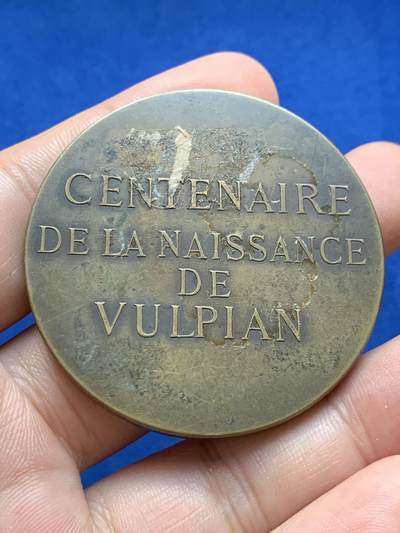 CENTENAIRE
DE LA NAISSANCE
DE
VULPIAN